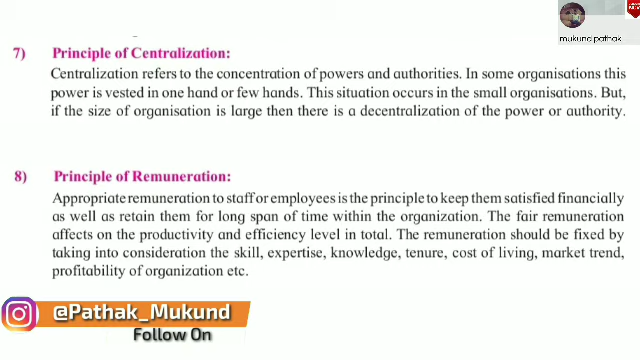 mukund pathak
7) Principle of Centralization:
Centralization refers to the concentration of powers and authorities. In some organisations this
power is vested in one hand or few hands. This situation occurs in the small organisations. But,
if the size of organisation is large then there is a decentralization of the power or authority.
8) Principle of Remuneration:
Appropriate remuneration to staff or employees is the principle to keep them satisfied financially
as well as retain them for long span of time within the organization. The fair remuneration
affects on the productivity and efficiency level in total. The remuneration should be fixed by
taking into consideration the skill, expertise, knowledge, tenure, cost of living, market trend,
profitability of organization etc.
@Pathak_Mukund
Follow On